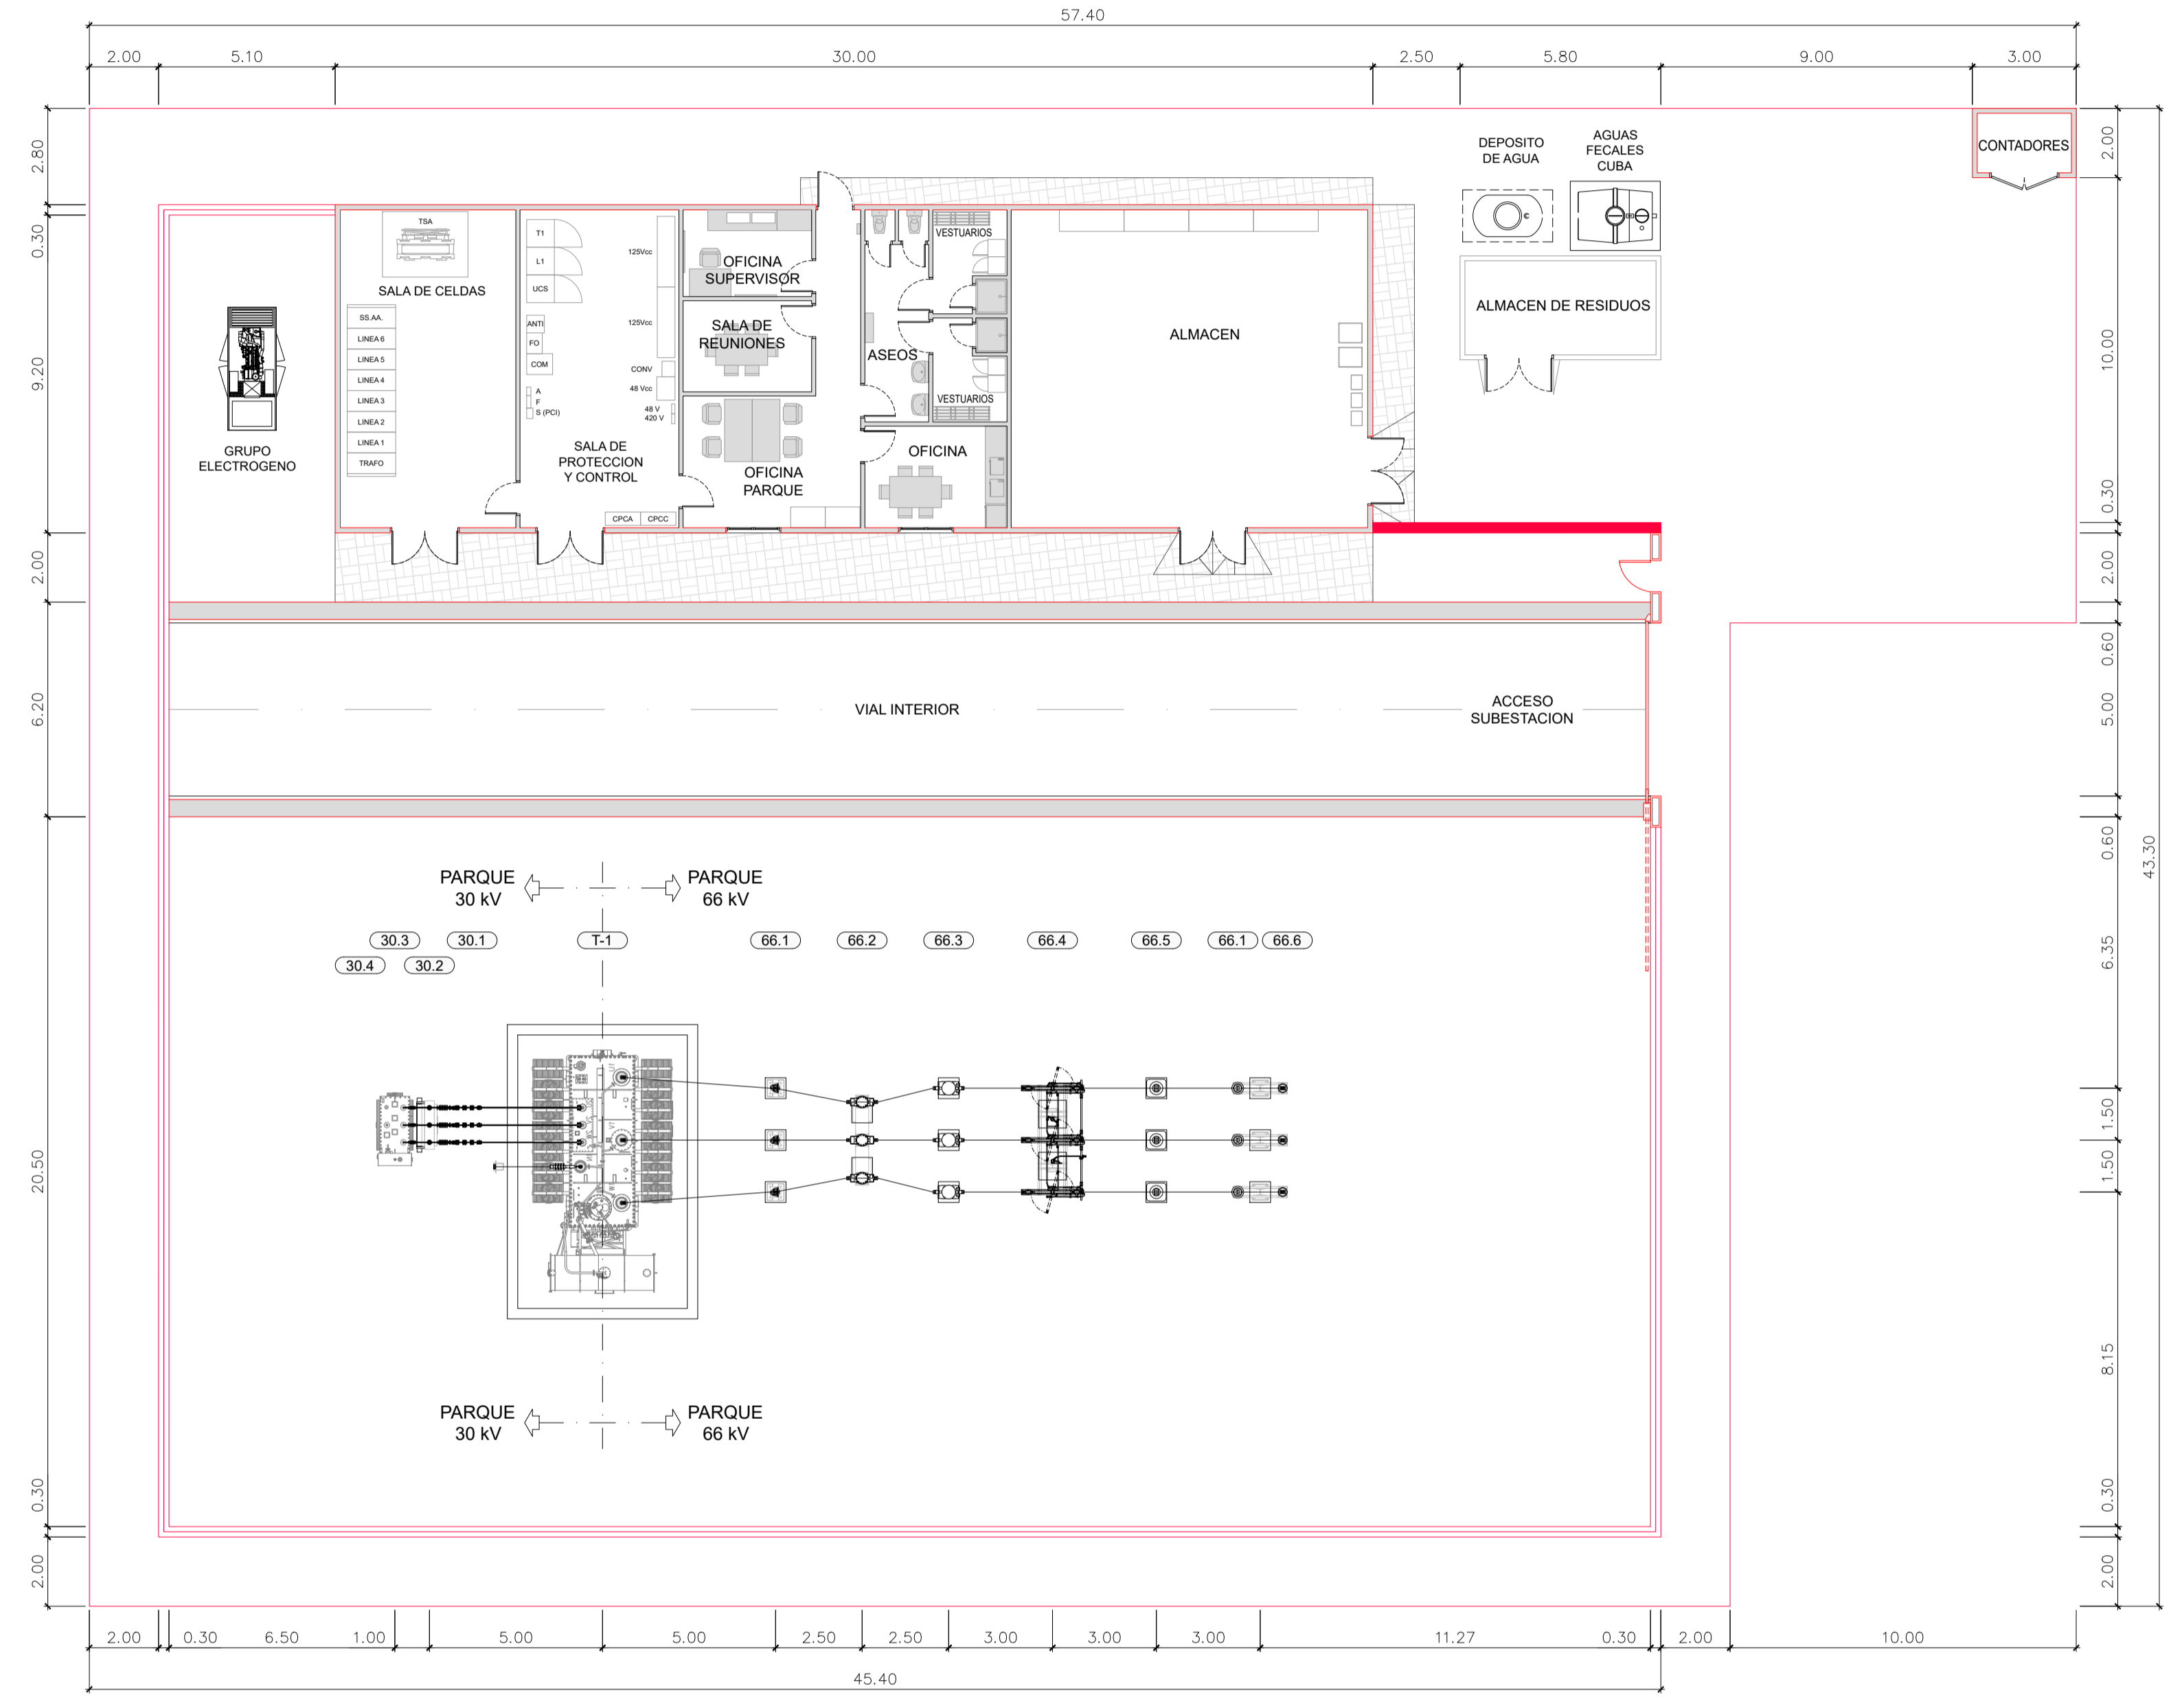 57.40
2.00
5.10
30.00
2.50
5.80
9.00
3.00
2.80
0.30
9.20
2.00
6.20
20.50
0.30
2.00
2.00
10.00
0.30
2.00
0.60
5.00
0.60
6.35
1.50
1.50
8.15
0.30
2.00
43.30
DEPOSITO
DE AGUA
AGUAS
FECALES
CUBA
CONTADORES
ALMACEN DE RESIDUOS
TSA
SALA DE CELDAS
SS.AA.
LINEA 6
LINEA 5
LINEA 4
LINEA 3
LINEA 2
LINEA 1
TRAFO
GRUPO
ELECTROGENO
T1
L1
UCS
ANTI
FO
COM
A
F
S (PCI)
125Vcc
125Vcc
CONV
48 Vcc
48 V
420 V
SALA DE
PROTECCION
Y CONTROL
CPCA
CPCC
OFICINA
SUPERVISOR
SALA DE
REUNIONES
OFICINA
PARQUE
ASEOS
VESTUARIOS
VESTUARIOS
OFICINA
ALMACEN
VIAL INTERIOR
ACCESO
SUBESTACION
PARQUE
30 kV
PARQUE
66 kV
30.3
30.1
T-1
66.1
66.2
66.3
66.4
66.5
66.1
66.6
30.4
30.2
PARQUE
30 kV
PARQUE
66 kV
2.00
0.30
6.50
1.00
5.00
5.00
2.50
2.50
3.00
3.00
3.00
11.27
0.30
2.00
10.00
45.40